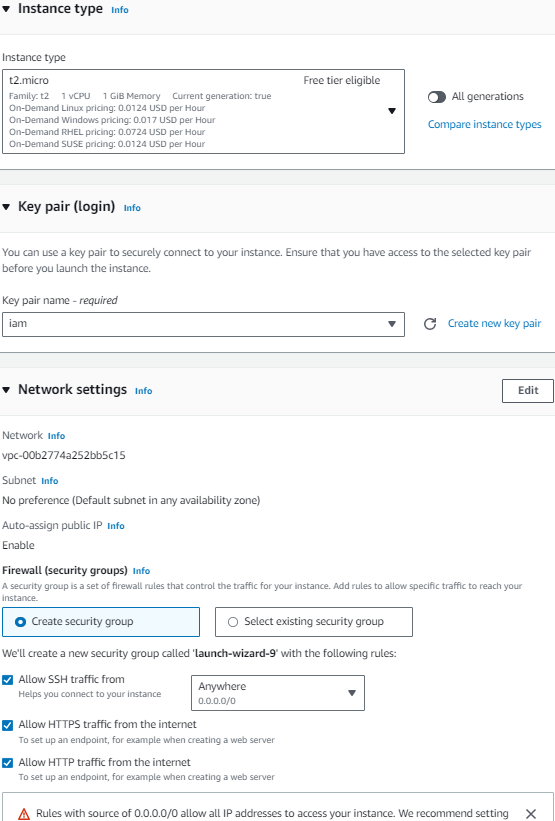 Instance type Info
Instance type
t2.micro Free tier eligible
Family: t2 1 vCPU 1 GiB Memory Current generation: true
On-Demand Linux pricing: 0.0124 USD per Hour
On-Demand Windows pricing: 0.017 USD per Hour
On-Demand RHEL pricing: 0.0724 USD per Hour
On-Demand SUSE pricing: 0.0124 USD per Hour
All generations
Compare instance types
Key pair (login) Info
You can use a key pair to securely connect to your instance. Ensure that you have access to the selected key pair
before you launch the instance.
Key pair name - required
iam
Create new key pair
Network settings Info
Edit
Network Info
vpc-00b2774a252bb5c15
Subnet Info
No preference (Default subnet in any availability zone)
Auto-assign public IP Info
Enable
Firewall (security groups) Info
A security group is a set of firewall rules that control the traffic for your instance. Add rules to allow specific traffic to reach your
instance.
Create security group
Select existing security group
We'll create a new security group called 'launch-wizard-9' with the following rules:
Allow SSH traffic from
Helps you connect to your instance
Anywhere
0.0.0.0/0
Allow HTTPS traffic from the internet
To set up an endpoint, for example when creating a web server
Allow HTTP traffic from the internet
To set up an endpoint, for example when creating a web server
Rules with source of 0.0.0.0/0 allow all IP addresses to access your instance. We recommend setting